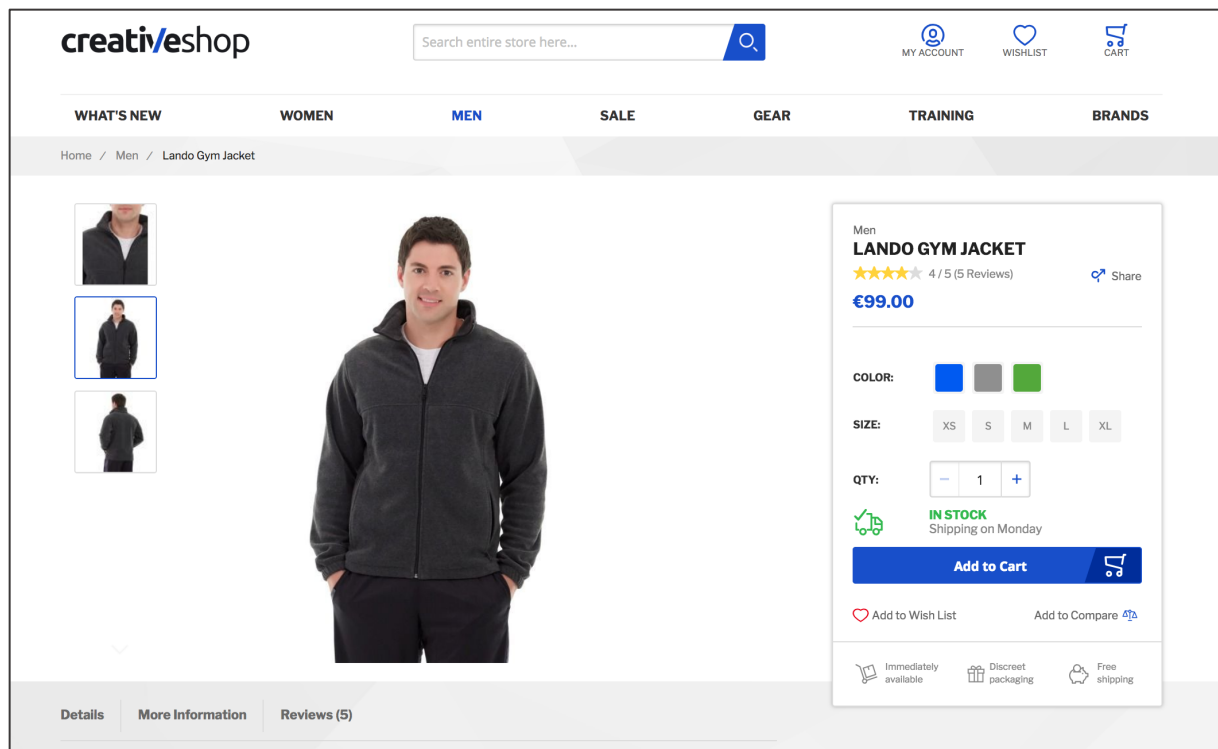 creativeshop
Search entire store here...
MY ACCOUNT
WISHLIST
CART
WHAT'S NEW
WOMEN
MEN
SALE
GEAR
TRAINING
BRANDS
Home / Men / Lando Gym Jacket
Men
LANDO GYM JACKET
4 / 5 (5 Reviews)
Share
€99.00
COLOR:
SIZE:
XS S M L XL
QTY:
− 1 +
IN STOCK
Shipping on Monday
Add to Cart
Add to Wish List
Add to Compare
Immediately
available
Discreet
packaging
Free
shipping
Details
More Information
Reviews (5)